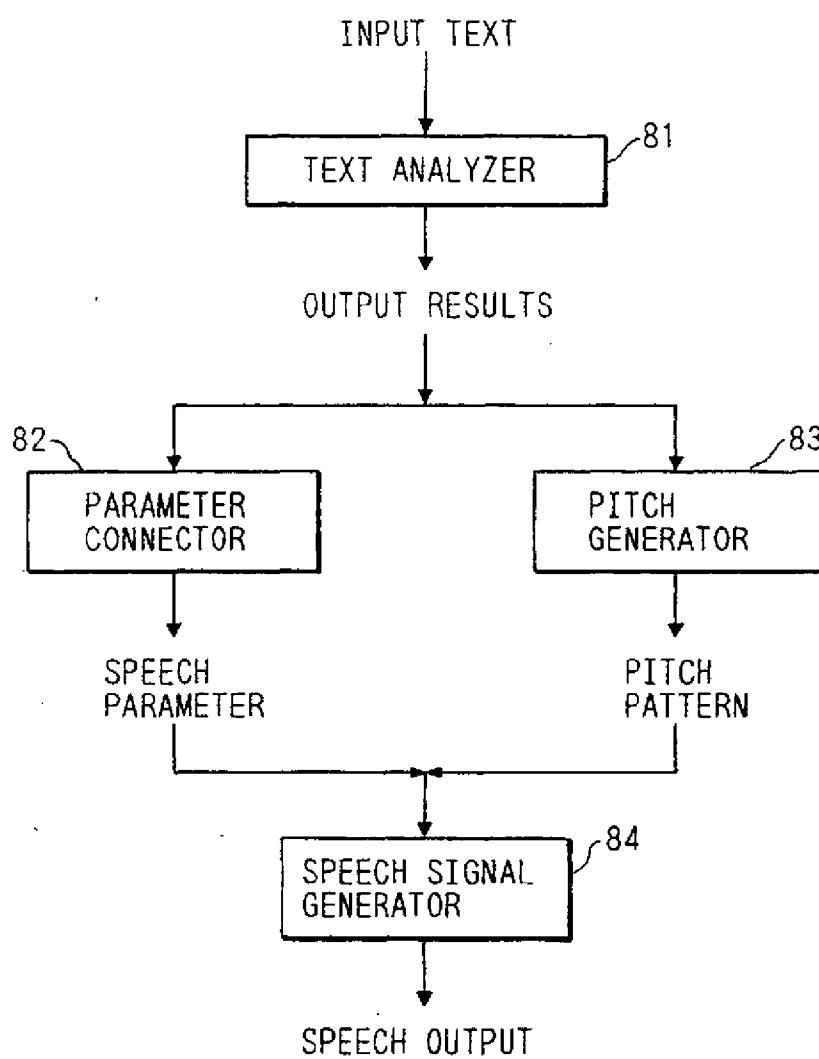 INPUT TEXT
81
TEXT ANALYZER
OUTPUT RESULTS
82
PARAMETER
CONNECTOR
83
PITCH
GENERATOR
SPEECH
PARAMETER
PITCH
PATTERN
84
SPEECH SIGNAL
GENERATOR
SPEECH OUTPUT